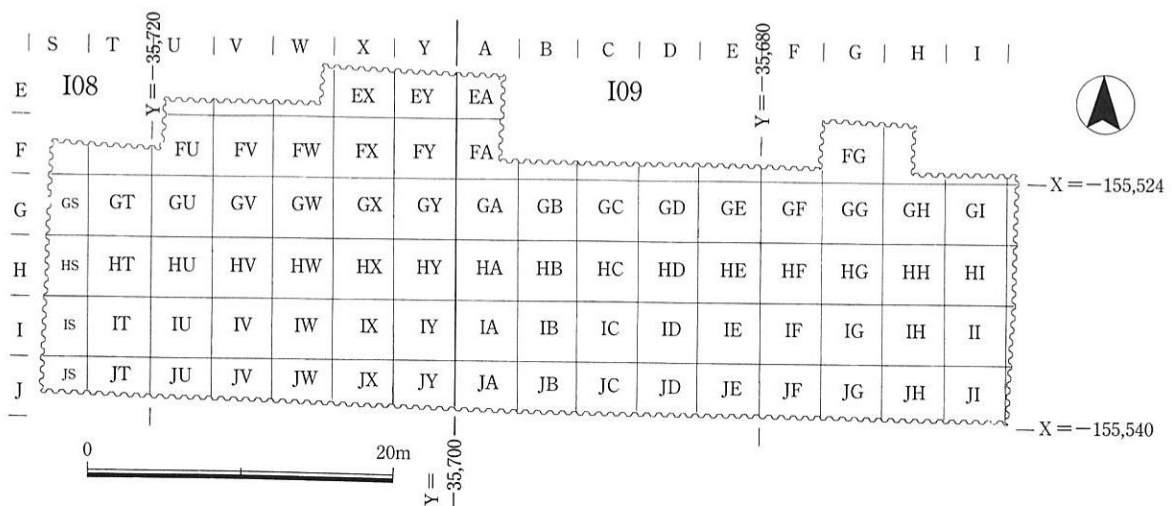 S T U V W X Y A B C D E F G H I
Y=−35,720
Y=−35,680
I08
I09
E EX EY EA
F FU FV FW FX FY FA FG
X=−155,524
G GS GT GU GV GW GX GY GA GB GC GD GE GF GG GH GI
H HS HT HU HV HW HX HY HA HB HC HD HE HF HG HH HI
I IS IT IU IV IW IX IY IA IB IC ID IE IF IG IH II
J JS JT JU JV JW JX JY JA JB JC JD JE JF JG JH JI
X=−155,540
0 20m
Y=
−35,700